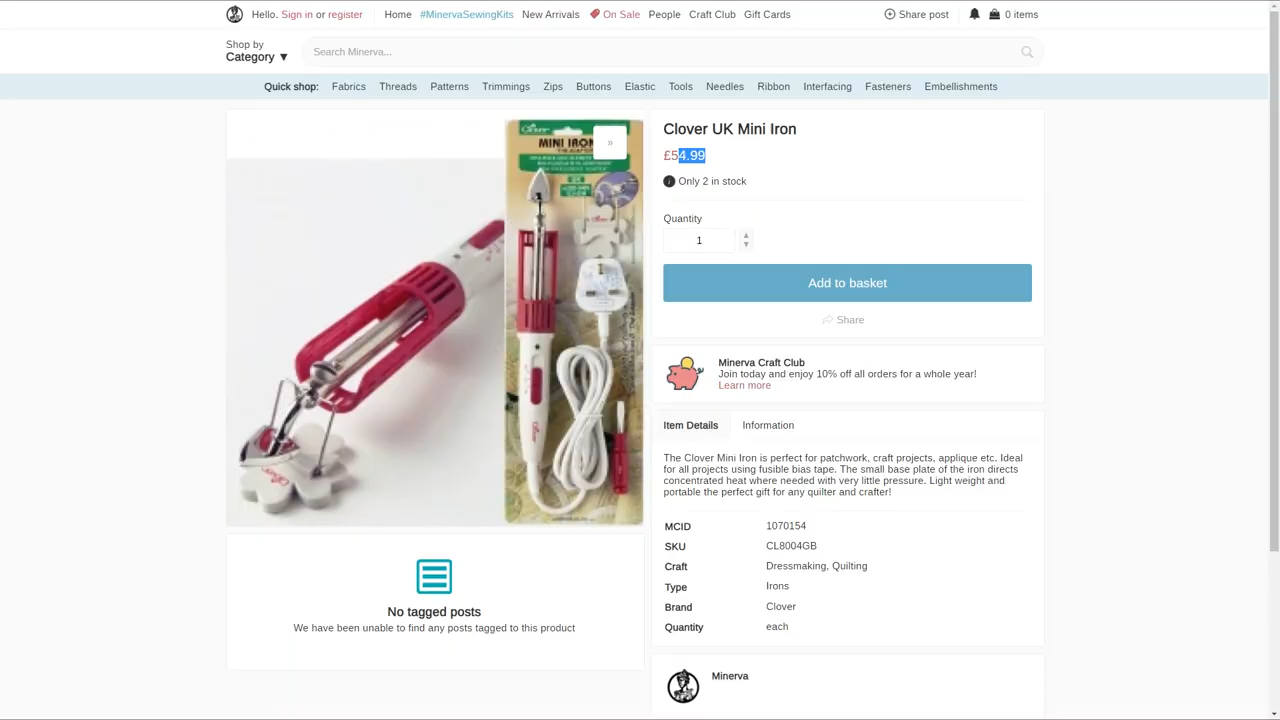 Hello. Sign in or register
Home
#MinervaSewingKits
New Arrivals
On Sale
People
Craft Club
Gift Cards
Share post
0 items
Shop by
Category ▼
Search Minerva...
Quick shop:
Fabrics
Threads
Patterns
Trimmings
Zips
Buttons
Elastic
Tools
Needles
Ribbon
Interfacing
Fasteners
Embellishments
Clover
MINI IRON
»
Clover UK Mini Iron
£54.99
Only 2 in stock
Quantity
1
Add to basket
Share
Minerva Craft Club
Join today and enjoy 10% off all orders for a whole year!
Learn more
Item Details
Information
The Clover Mini Iron is perfect for patchwork, craft projects, applique etc. Ideal
for all projects using fusible bias tape. The small base plate of the iron directs
concentrated heat where needed with very little pressure. Light weight and
portable the perfect gift for any quilter and crafter!
MCID 1070154
SKU CL8004GB
Craft Dressmaking, Quilting
Type Irons
Brand Clover
Quantity each
No tagged posts
We have been unable to find any posts tagged to this product
Minerva